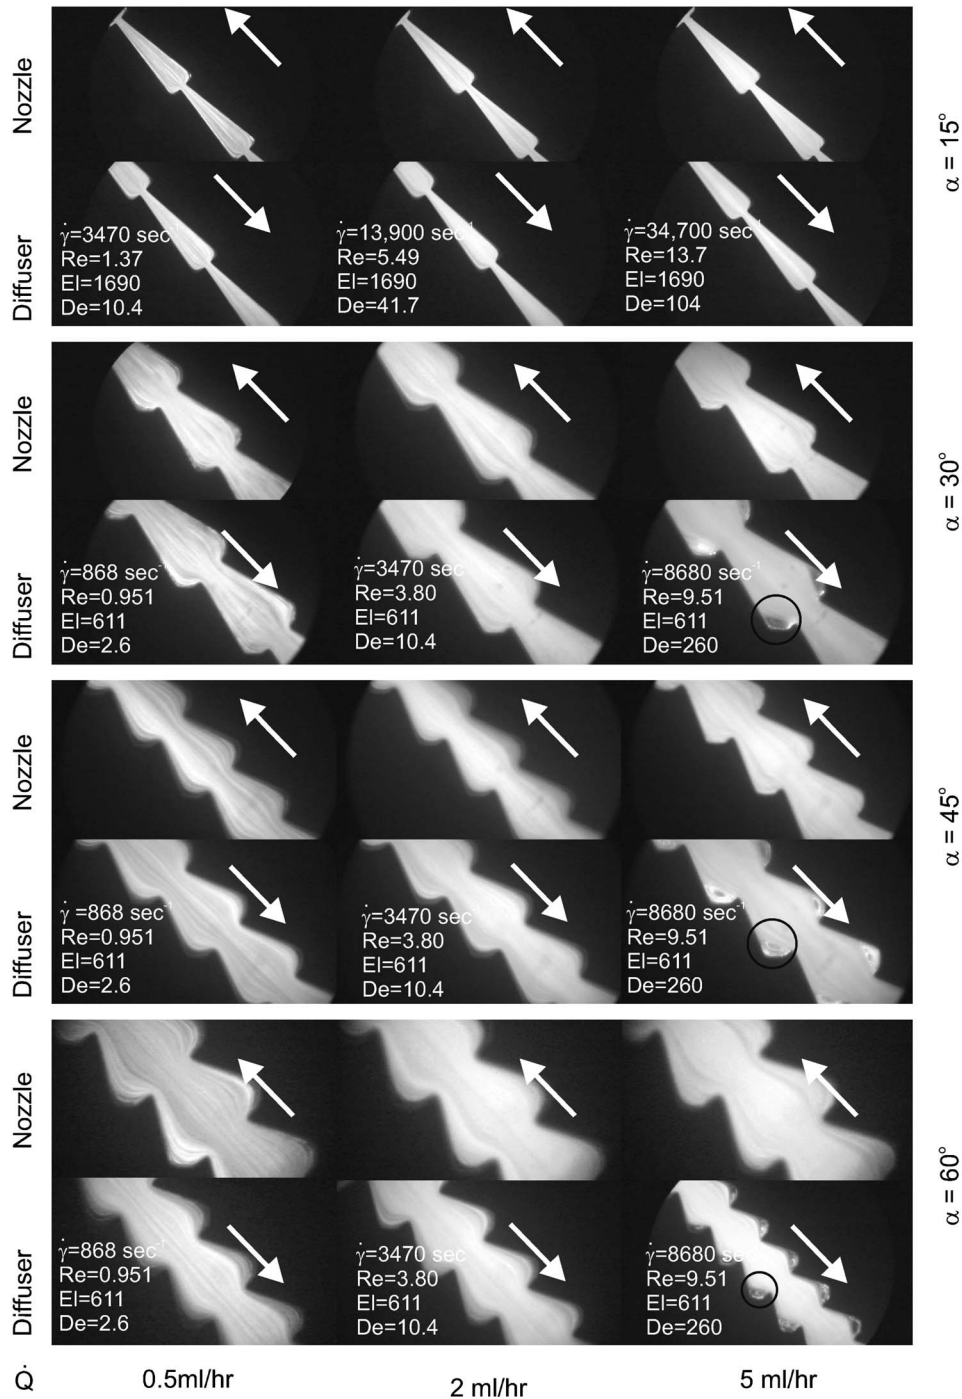 Nozzle
Diffuser
γ̇=3470 sec⁻¹
Re=1.37
El=1690
De=10.4
γ̇=13,900 sec⁻¹
Re=5.49
El=1690
De=41.7
γ̇=34,700 sec⁻¹
Re=13.7
El=1690
De=104
α = 15°
Nozzle
Diffuser
γ̇=868 sec⁻¹
Re=0.951
El=611
De=2.6
γ̇=3470 sec
Re=3.80
El=611
De=10.4
γ̇=8680 sec⁻¹
Re=9.51
El=611
De=260
α = 30°
Nozzle
Diffuser
γ̇ =868 sec⁻¹
Re=0.951
El=611
De=2.6
γ̇=3470 sec⁻¹
Re=3.80
El=611
De=10.4
γ̇=8680 sec⁻¹
Re=9.51
El=611
De=260
α = 45°
Nozzle
Diffuser
γ̇=868 sec⁻¹
Re=0.951
El=611
De=2.6
γ̇=3470 sec
Re=3.80
El=611
De=10.4
γ̇=8680 sec
Re=9.51
El=611
De=260
α = 60°
Q̇ 0.5ml/hr 2 ml/hr 5 ml/hr